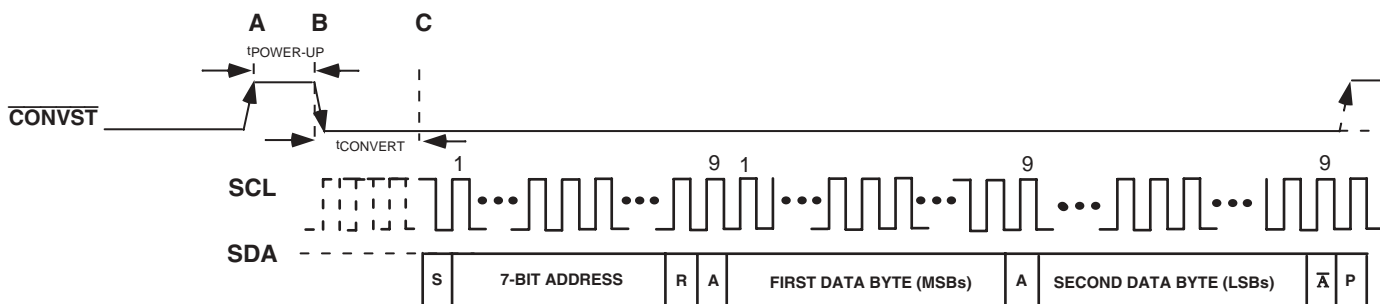 A B C
tPOWER-UP
CONVST
tCONVERT
1 9 1 9 9
SCL
SDA
S 7-BIT ADDRESS R A FIRST DATA BYTE (MSBs) A SECOND DATA BYTE (LSBs) A P